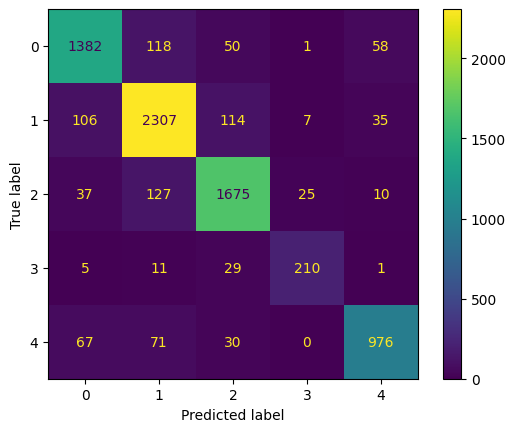 0 1382 118 50 1 58
1 106 2307 114 7 35
2 37 127 1675 25 10
3 5 11 29 210 1
4 67 71 30 0 976
0 1 2 3 4
Predicted label
True label
2000
1500
1000
500
0